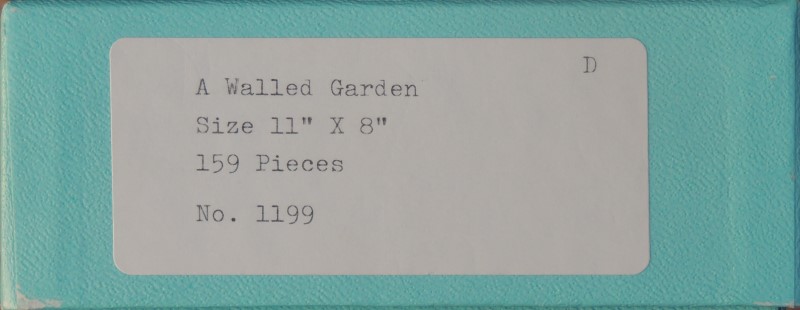 D
A Walled Garden
Size 11" X 8"
159 Pieces
No. 1199